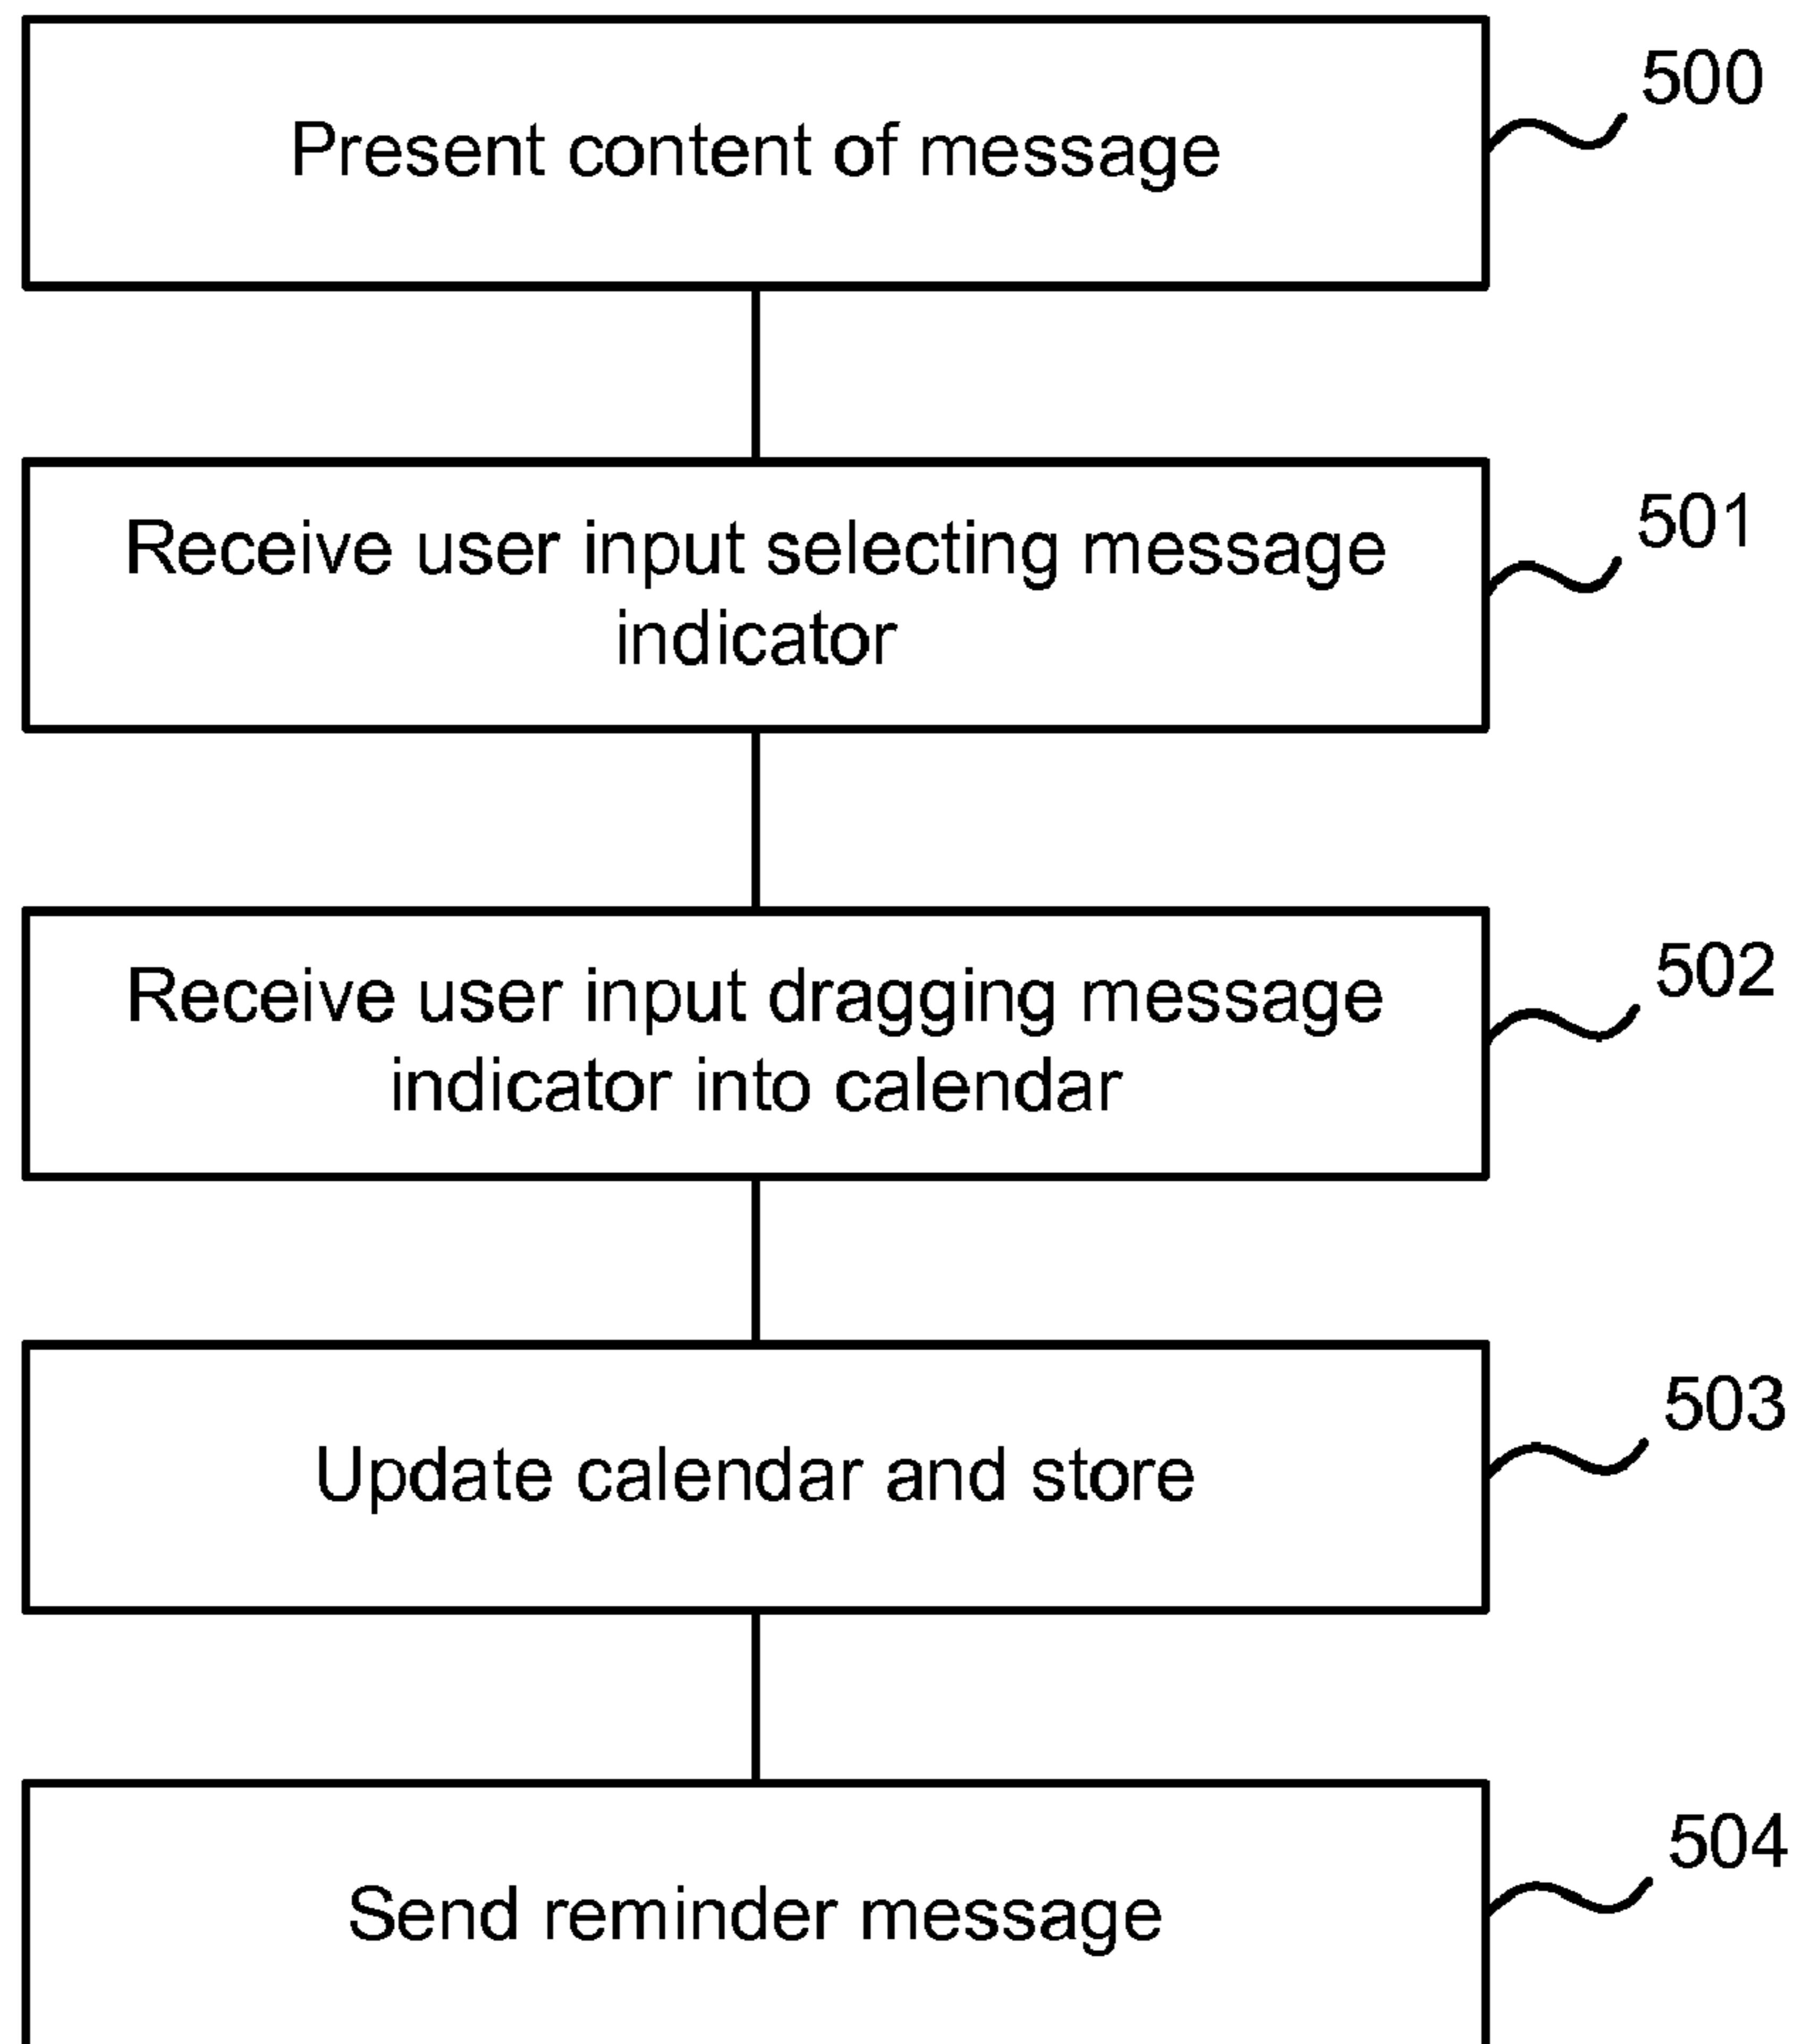 500
Present content of message
501
Receive user input selecting message
indicator
502
Receive user input dragging message
indicator into calendar
503
Update calendar and store
504
Send reminder message